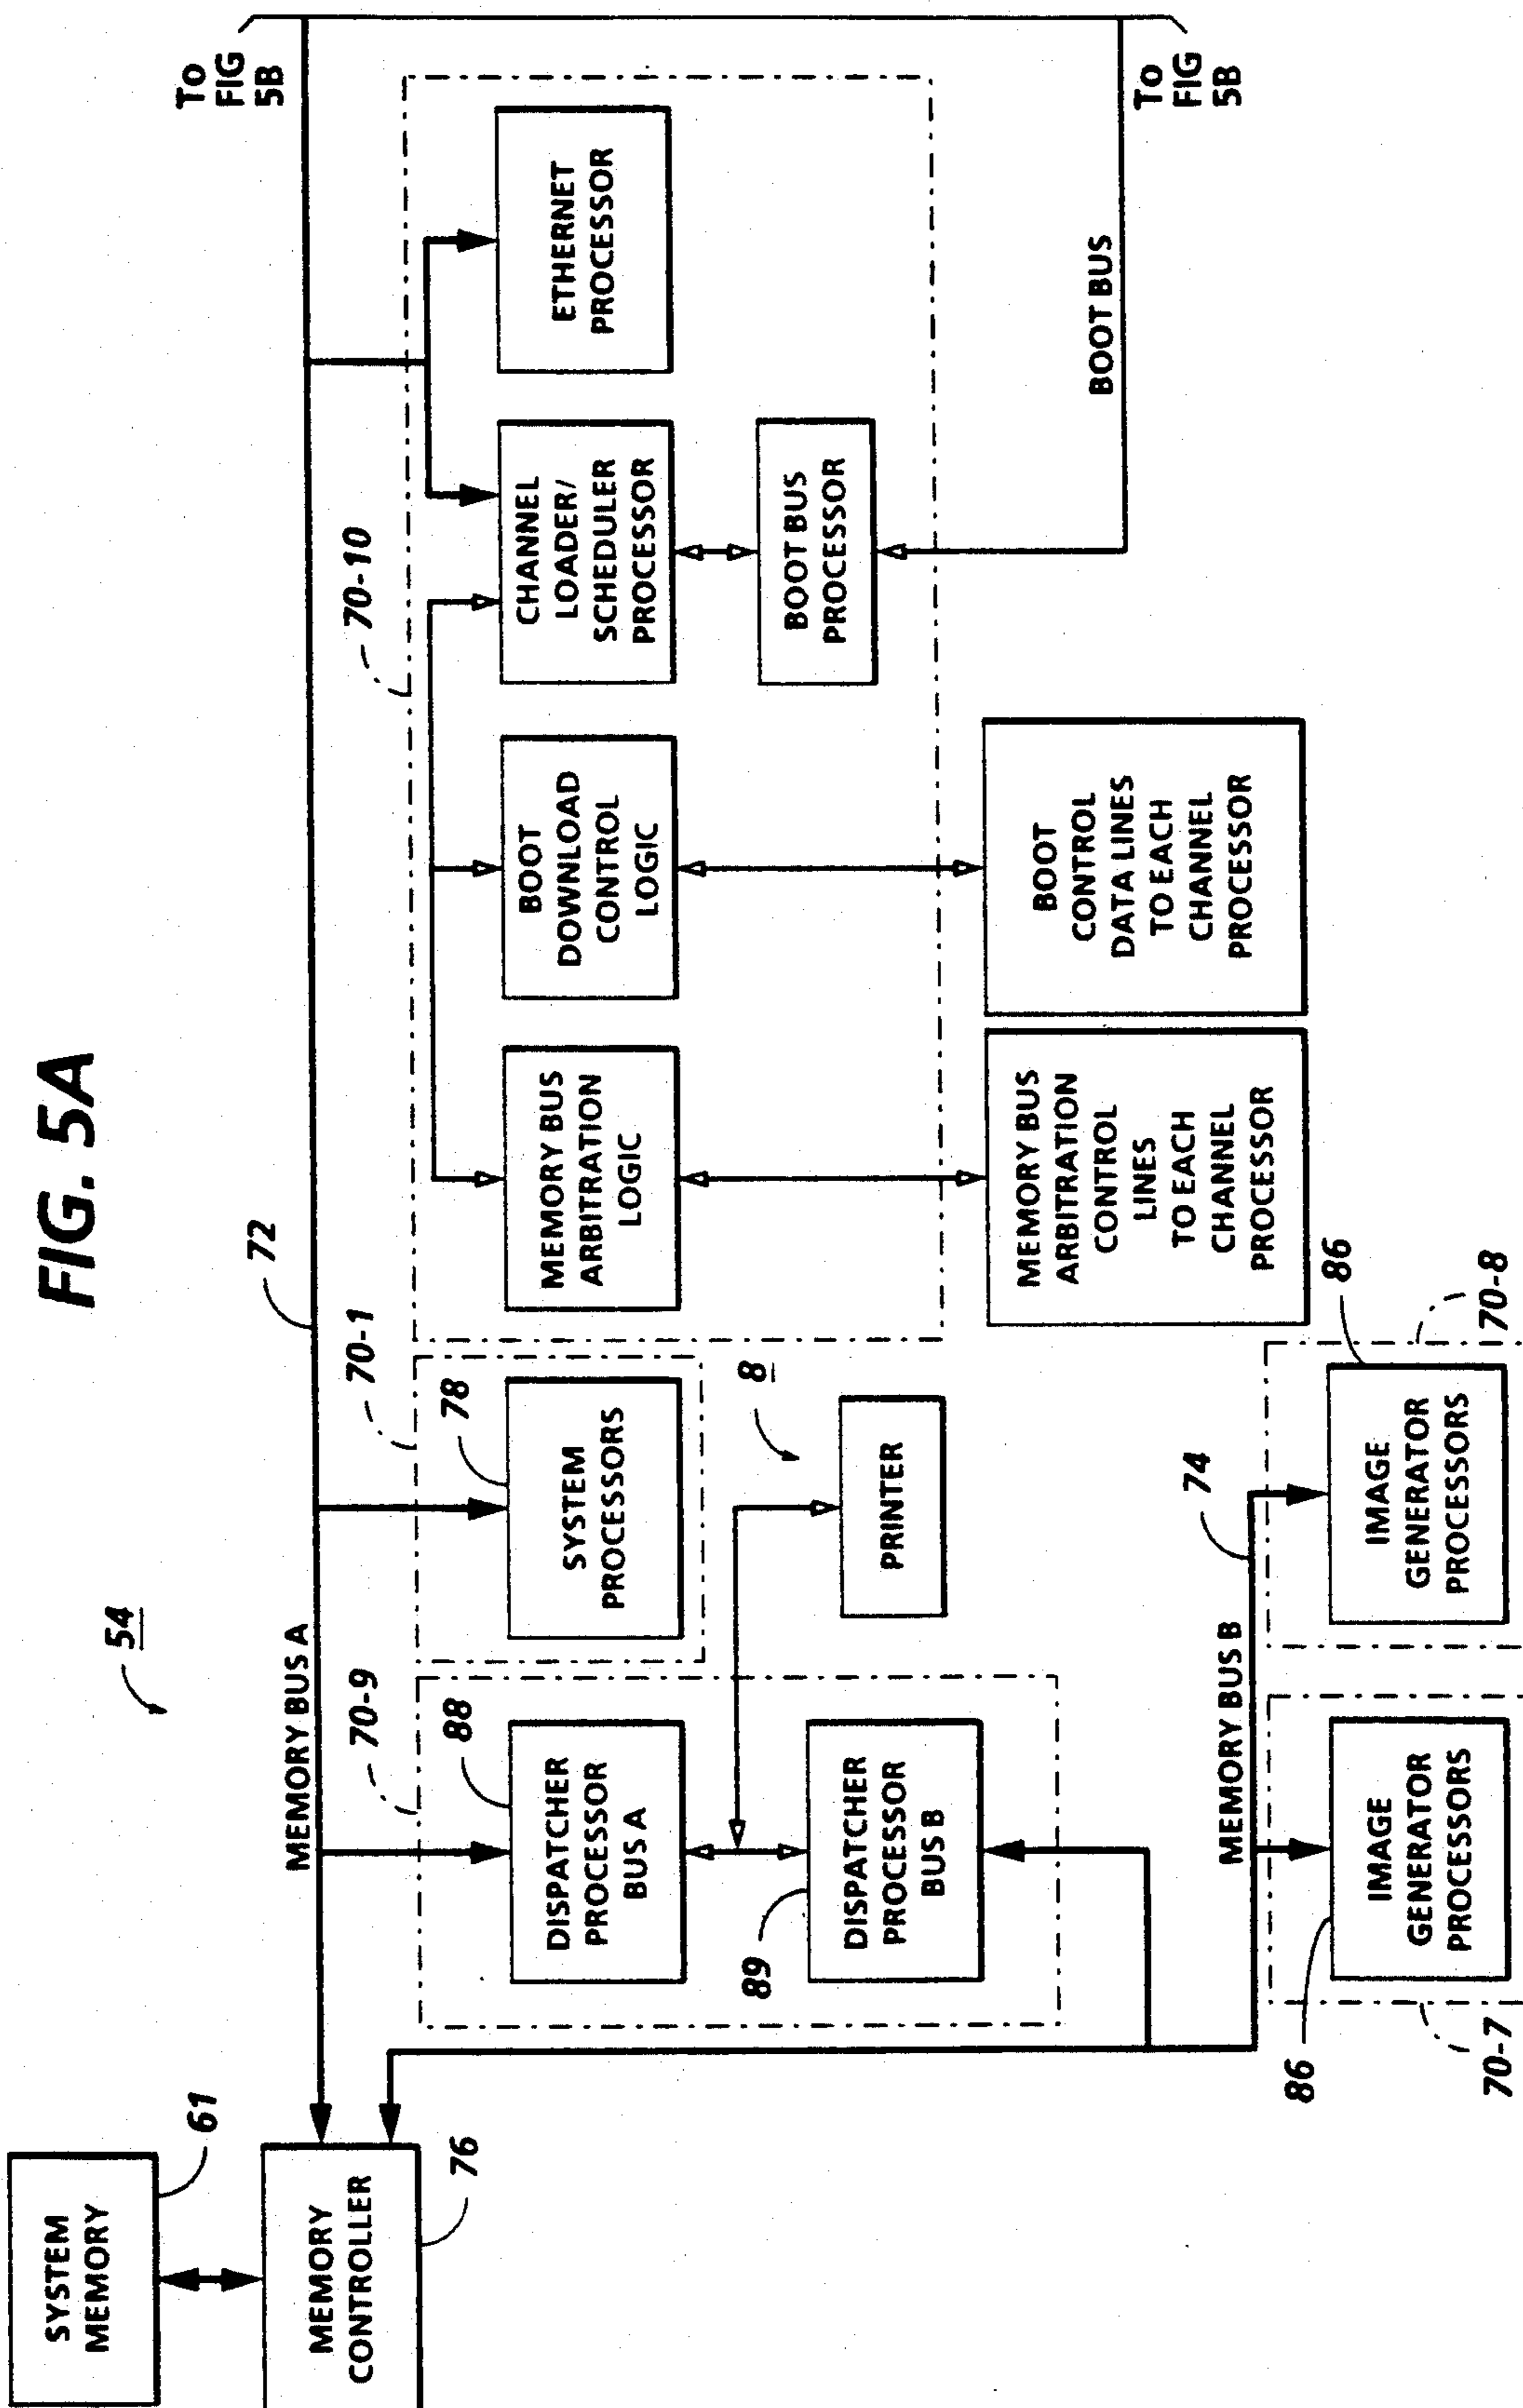 FIG. 5A
54
SYSTEM
MEMORY
61
MEMORY
CONTROLLER
76
MEMORY BUS A
72
To
FIG
5B
70-9
88
DISPATCHER
PROCESSOR
BUS A
89
DISPATCHER
PROCESSOR
BUS B
70-1
78
SYSTEM
PROCESSORS
8
PRINTER
70-10
MEMORY BUS
ARBITRATION
LOGIC
BOOT
DOWNLOAD
CONTROL
LOGIC
CHANNEL
LOADER/
SCHEDULER
PROCESSOR
ETHERNET
PROCESSOR
BOOT BUS
PROCESSOR
MEMORY BUS
ARBITRATION
CONTROL
LINES
TO EACH
CHANNEL
PROCESSOR
BOOT
CONTROL
DATA LINES
TO EACH
CHANNEL
PROCESSOR
BOOT BUS
To
FIG
5B
MEMORY BUS B
74
86
IMAGE
GENERATOR
PROCESSORS
70-7
86
IMAGE
GENERATOR
PROCESSORS
70-8